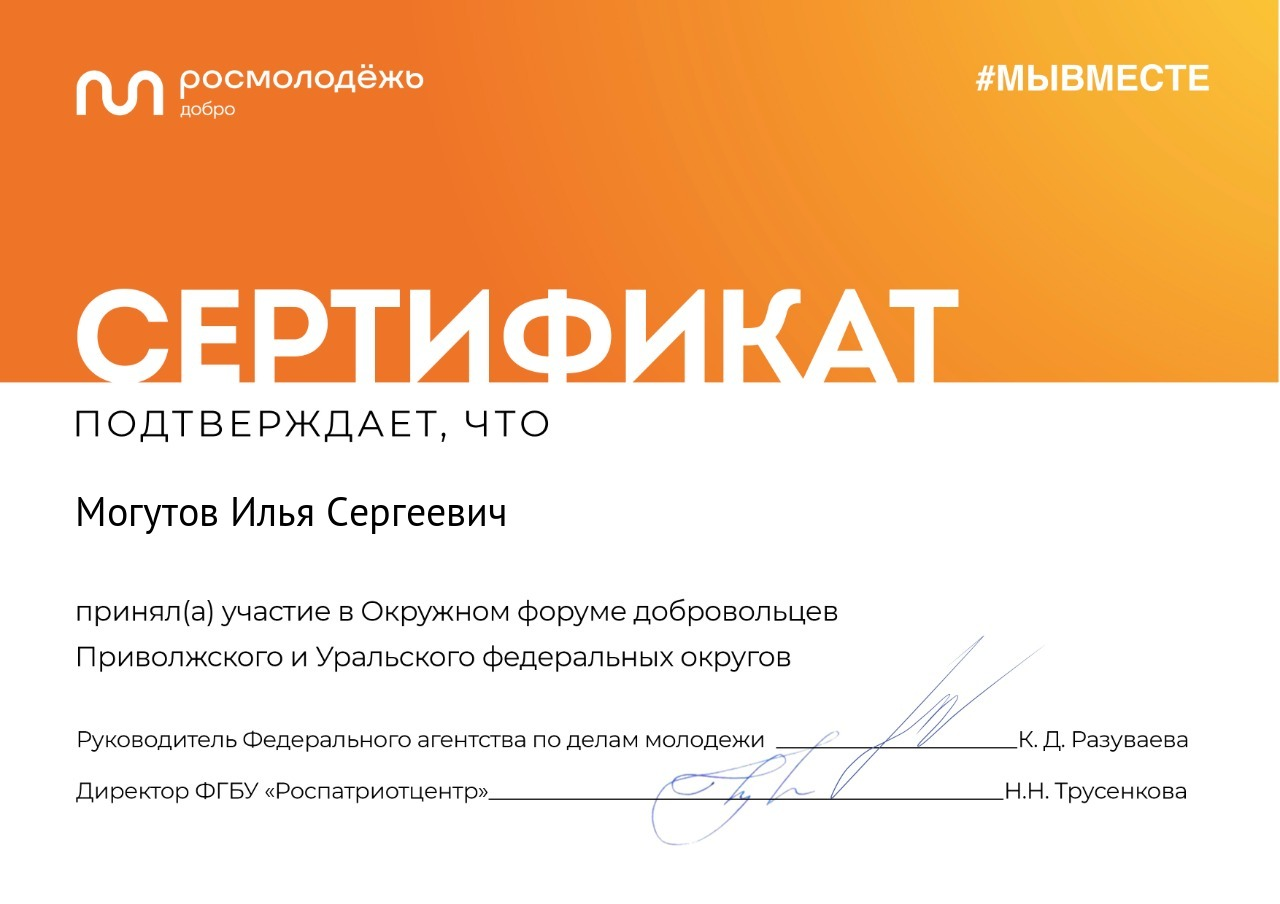 росмолодёжь
добро
#МЫВМЕСТЕ
СЕРТИФИКАТ
ПОДТВЕРЖДАЕТ, ЧТО
Могутов Илья Сергеевич
принял(а) участие в Окружном форуме добровольцев
Приволжского и Уральского федеральных округов
Руководитель Федерального агентства по делам молодежи К. Д. Разуваева
Директор ФГБУ «Роспатриотцентр» Н.Н. Трусенкова